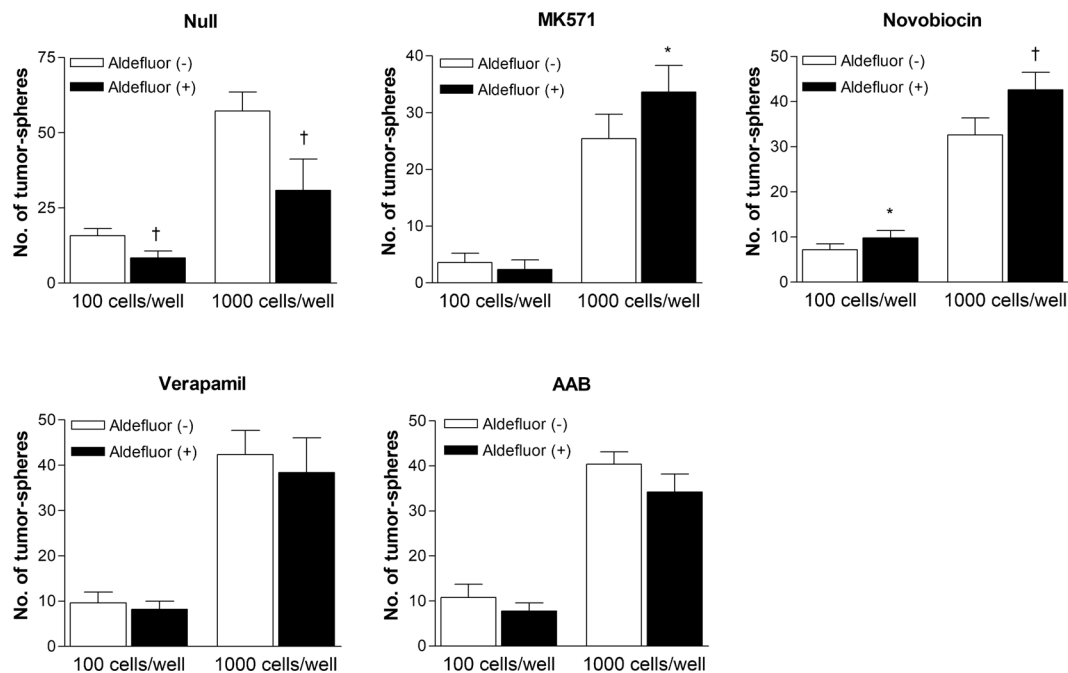 Null
No. of tumor-spheres
75
50
25
0
Aldefluor (-)
Aldefluor (+)
†
†
100 cells/well
1000 cells/well
MK571
No. of tumor-spheres
40
30
20
10
0
Aldefluor (-)
Aldefluor (+)
*
100 cells/well
1000 cells/well
Novobiocin
No. of tumor-spheres
50
40
30
20
10
0
Aldefluor (-)
Aldefluor (+)
*
†
100 cells/well
1000 cells/well
Verapamil
No. of tumor-spheres
50
40
30
20
10
0
Aldefluor (-)
Aldefluor (+)
100 cells/well
1000 cells/well
AAB
No. of tumor-spheres
50
40
30
20
10
0
Aldefluor (-)
Aldefluor (+)
100 cells/well
1000 cells/well